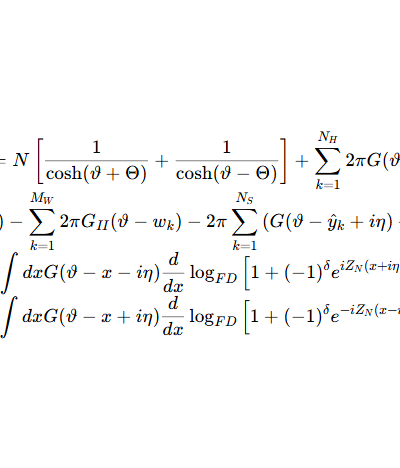 = N [ 1/cosh(ϑ + Θ) + 1/cosh(ϑ − Θ) ] + ∑_{k=1}^{N_H} 2πG(ϑ
) − ∑_{k=1}^{M_W} 2πG_{II}(ϑ − w_k) − 2π ∑_{k=1}^{N_S} (G(ϑ − ŷ_k + iη)
∫ dxG(ϑ − x − iη) d/dx log_{FD} [1 + (−1)^δ e^{iZ_N(x+iη
∫ dxG(ϑ − x + iη) d/dx log_{FD} [1 + (−1)^δ e^{−iZ_N(x−i